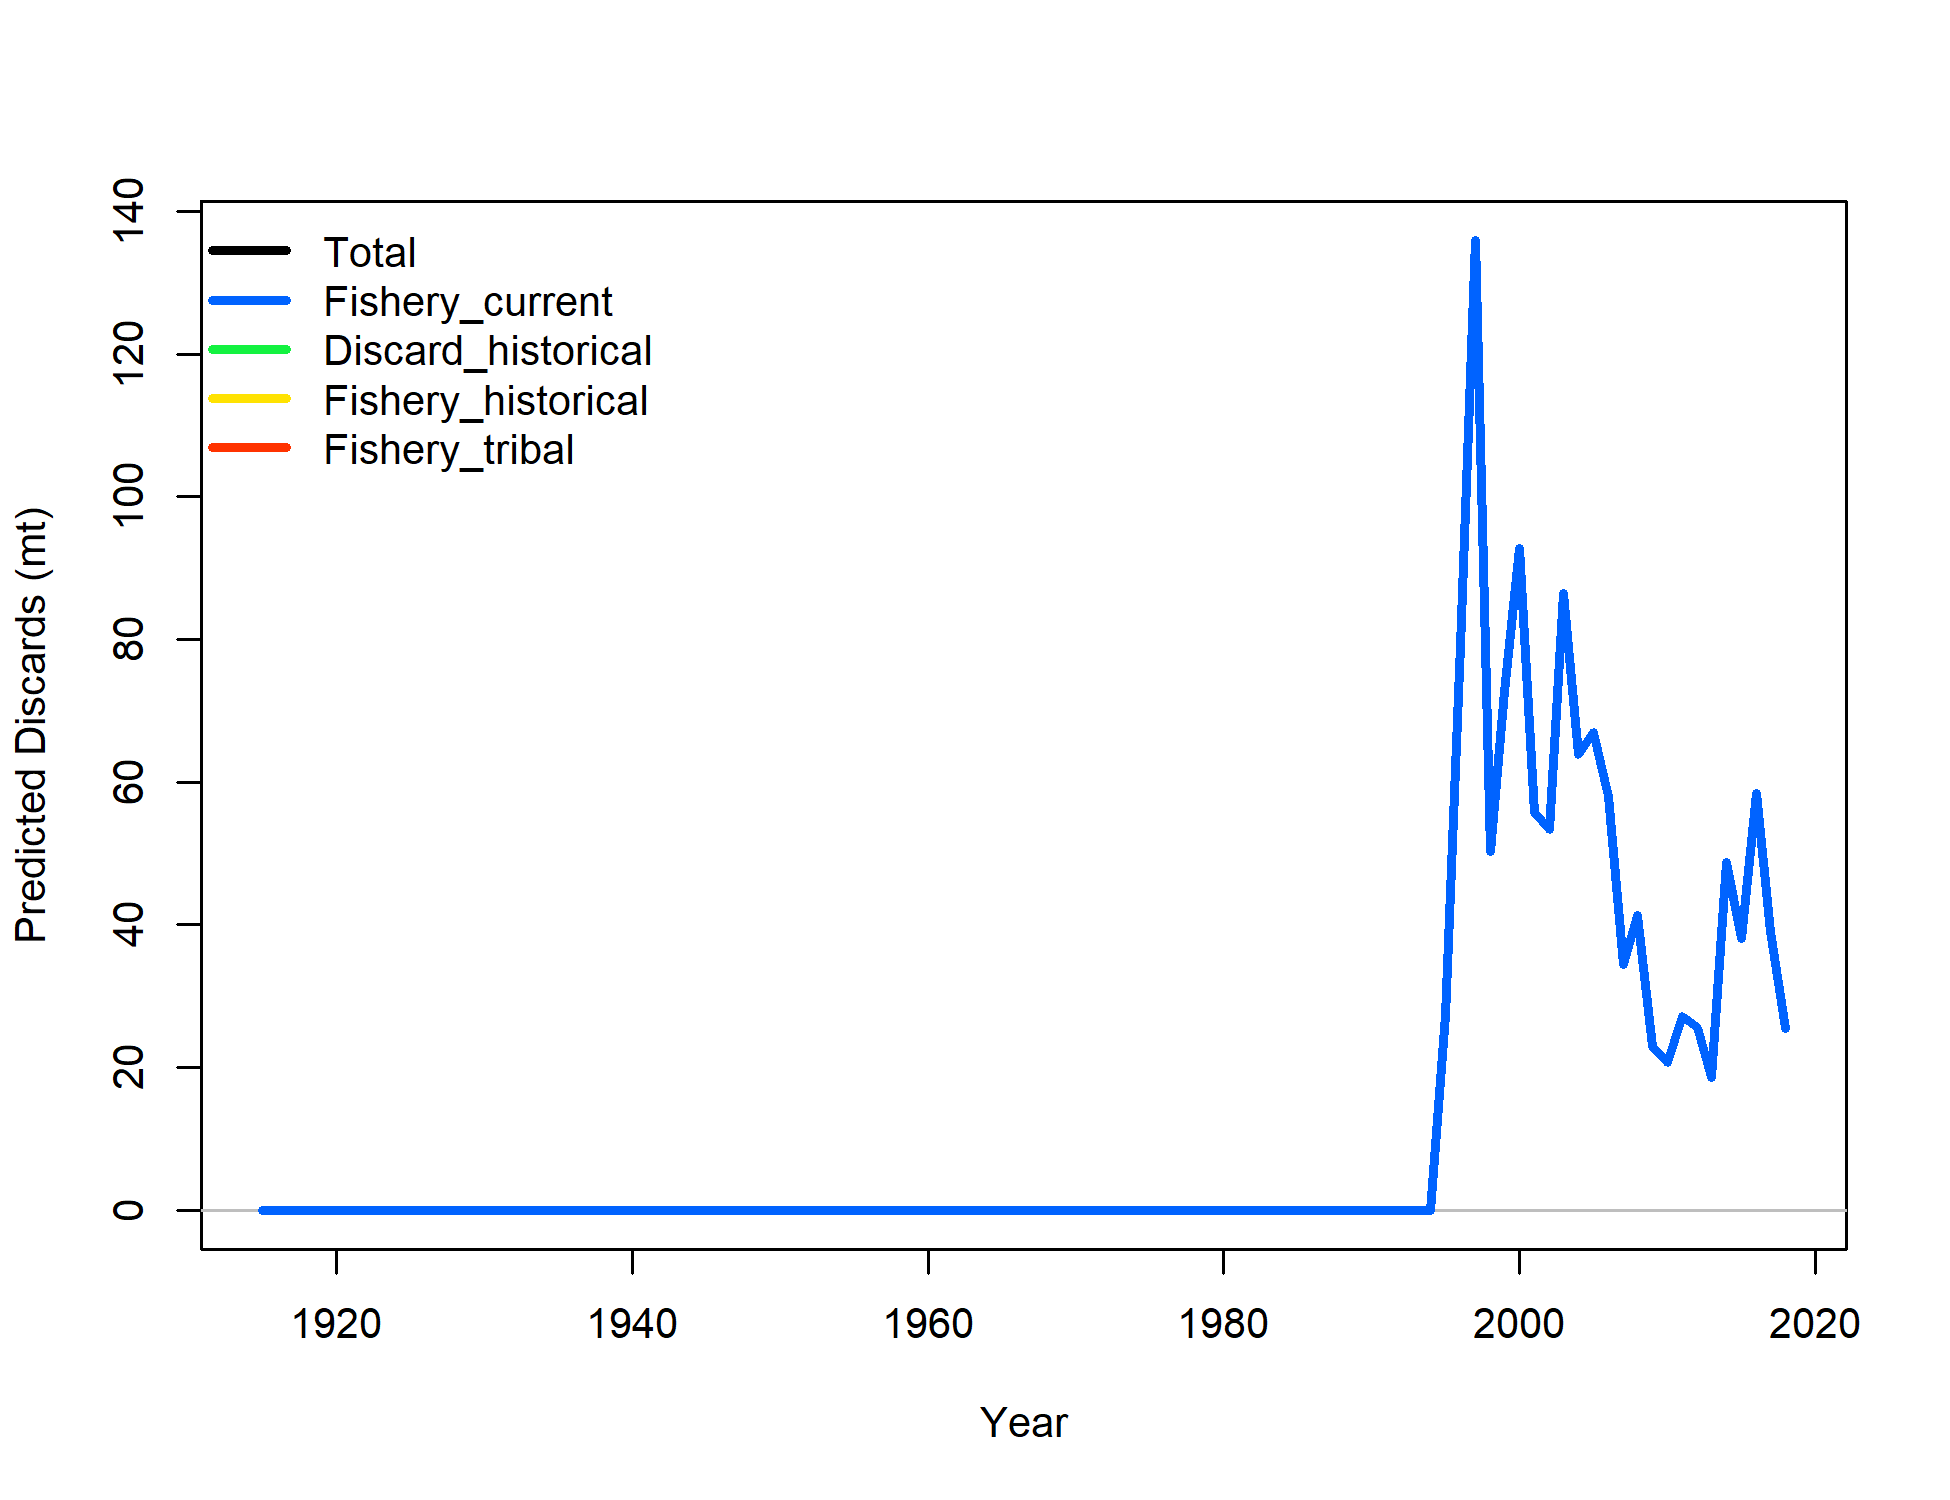 Total
Fishery_current
Discard_historical
Fishery_historical
Fishery_tribal
Predicted Discards (mt)
140
120
100
80
60
40
20
0
1920 1940 1960 1980 2000 2020
Year